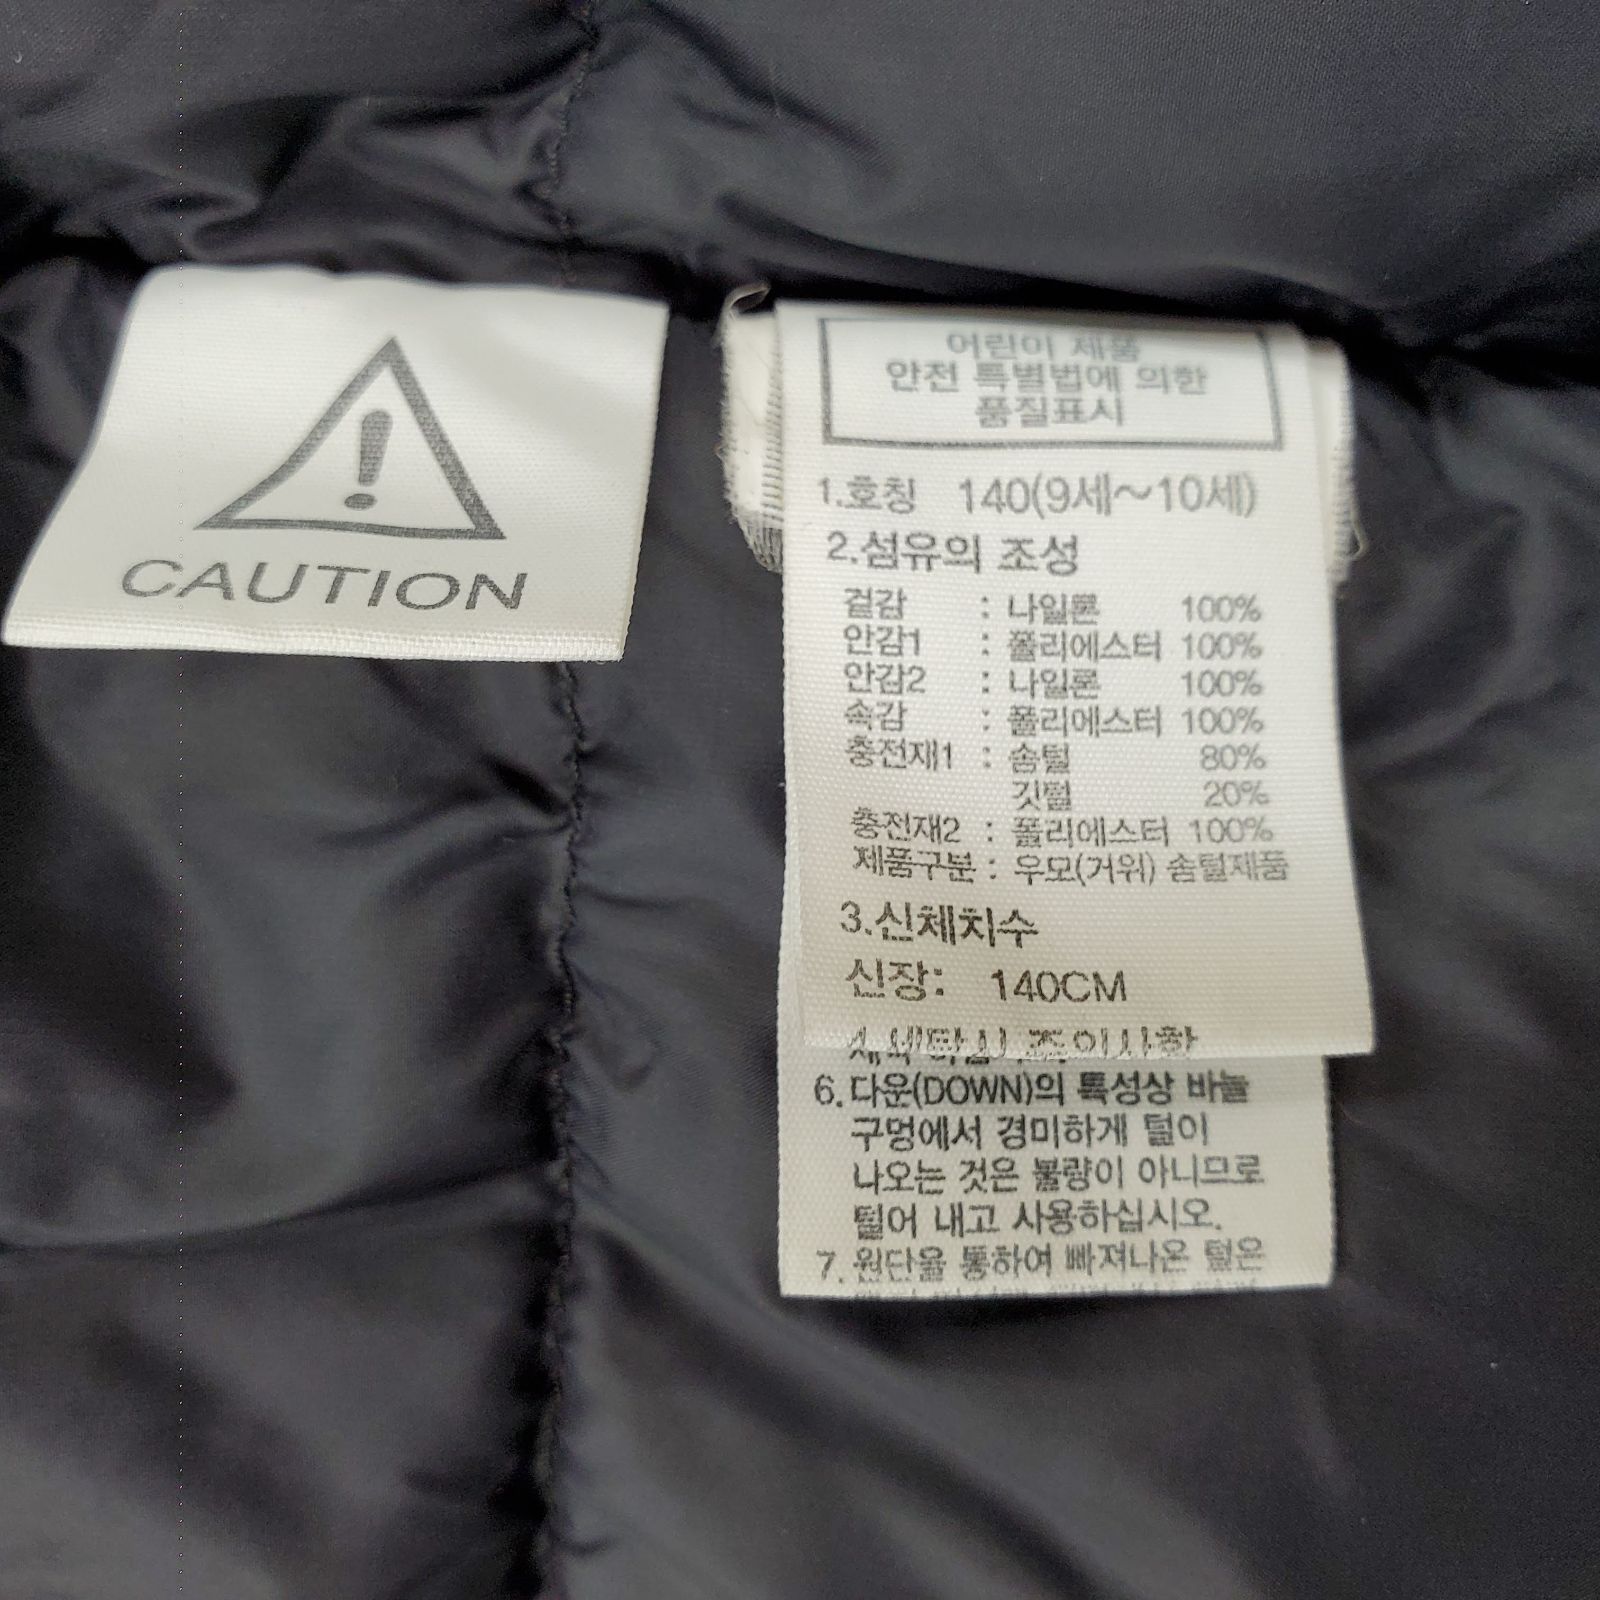 CAUTION
어린이 제품
안전 특별법에 의한
품질표시
1.호칭 140(9세~10세)
2.섬유의 조성
겉감 : 나일론 100%
안감1 : 폴리에스터 100%
안감2 : 나일론 100%
속감 : 폴리에스터 100%
충전재1 : 솜털 80%
깃털 20%
충전재2 : 폴리에스터 100%
제품구분 : 우모(거위) 솜털제품
3.신체치수
신장: 140CM
4.세탁시 주의사항
6.다운(DOWN)의 특성상 바늘
구멍에서 경미하게 털이
나오는 것은 불량이 아니므로
털어 내고 사용하십시오.
7.원단을 통하여 빠져나온 털은